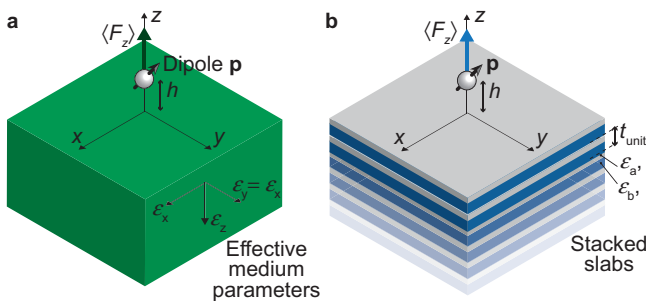 a
z
⟨F_z⟩
Dipole p
h
x
y
ε_y = ε_x
ε_x
ε_z
Effective
medium
parameters
b
z
⟨F_z⟩
p
h
x
y
t_unit
ε_a,
ε_b,
Stacked
slabs